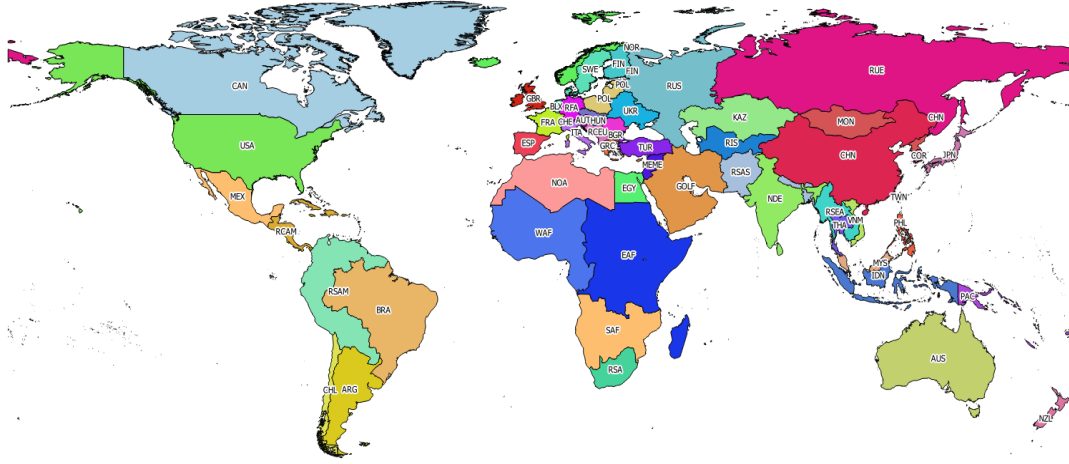 NOR
SWE
FIN
FIN
RUE
CAN
RUS
POL
POL
GBR
BLX
RFA
UKR
KAZ
CHN
MON
FRA
CHE
AUT
HUN
USA
ESP
ITA
RCEU
BGR
GRC
TUR
RIS
CHN
COR
JPN
MEME
RSAS
NOA
EGY
GOLF
NDE
MEX
TWN
RCAM
WAF
EAF
RSEA
THA
VNM
PHL
MYS
IDN
RSAM
BRA
PAC
SAF
AUS
RSA
CHL
ARG
NZL